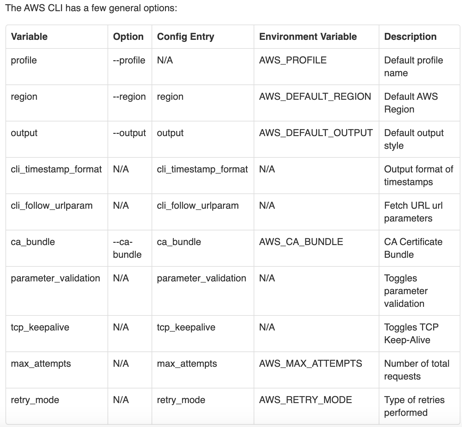 The AWS CLI has a few general options:
Variable Option Config Entry Environment Variable Description
profile --profile N/A AWS_PROFILE Default profile
name
region --region region AWS_DEFAULT_REGION Default AWS
Region
output --output output AWS_DEFAULT_OUTPUT Default output
style
cli_timestamp_format N/A cli_timestamp_format N/A Output format of
timestamps
cli_follow_urlparam N/A cli_follow_urlparam N/A Fetch URL url
parameters
ca_bundle --ca- ca_bundle AWS_CA_BUNDLE CA Certificate
bundle Bundle
parameter_validation N/A parameter_validation N/A Toggles
parameter
validation
tcp_keepalive N/A tcp_keepalive N/A Toggles TCP
Keep-Alive
max_attempts N/A max_attempts AWS_MAX_ATTEMPTS Number of total
requests
retry_mode N/A retry_mode AWS_RETRY_MODE Type of retries
performed